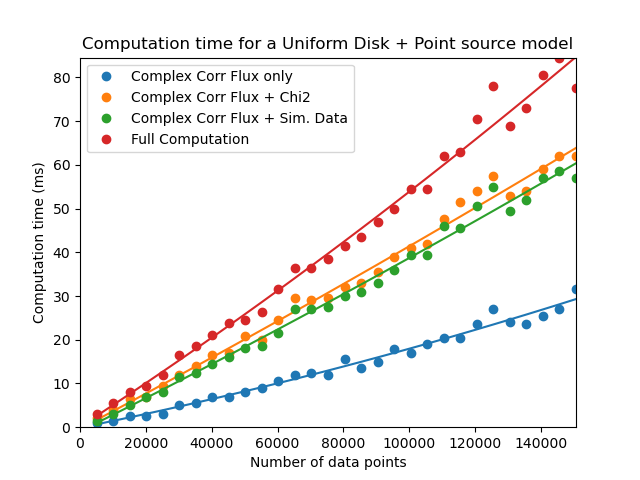 Computation time for a Uniform Disk + Point source model
Complex Corr Flux only
Complex Corr Flux + Chi2
Complex Corr Flux + Sim. Data
Full Computation
Computation time (ms)
80
70
60
50
40
30
20
10
0
0 20000 40000 60000 80000 100000 120000 140000
Number of data points